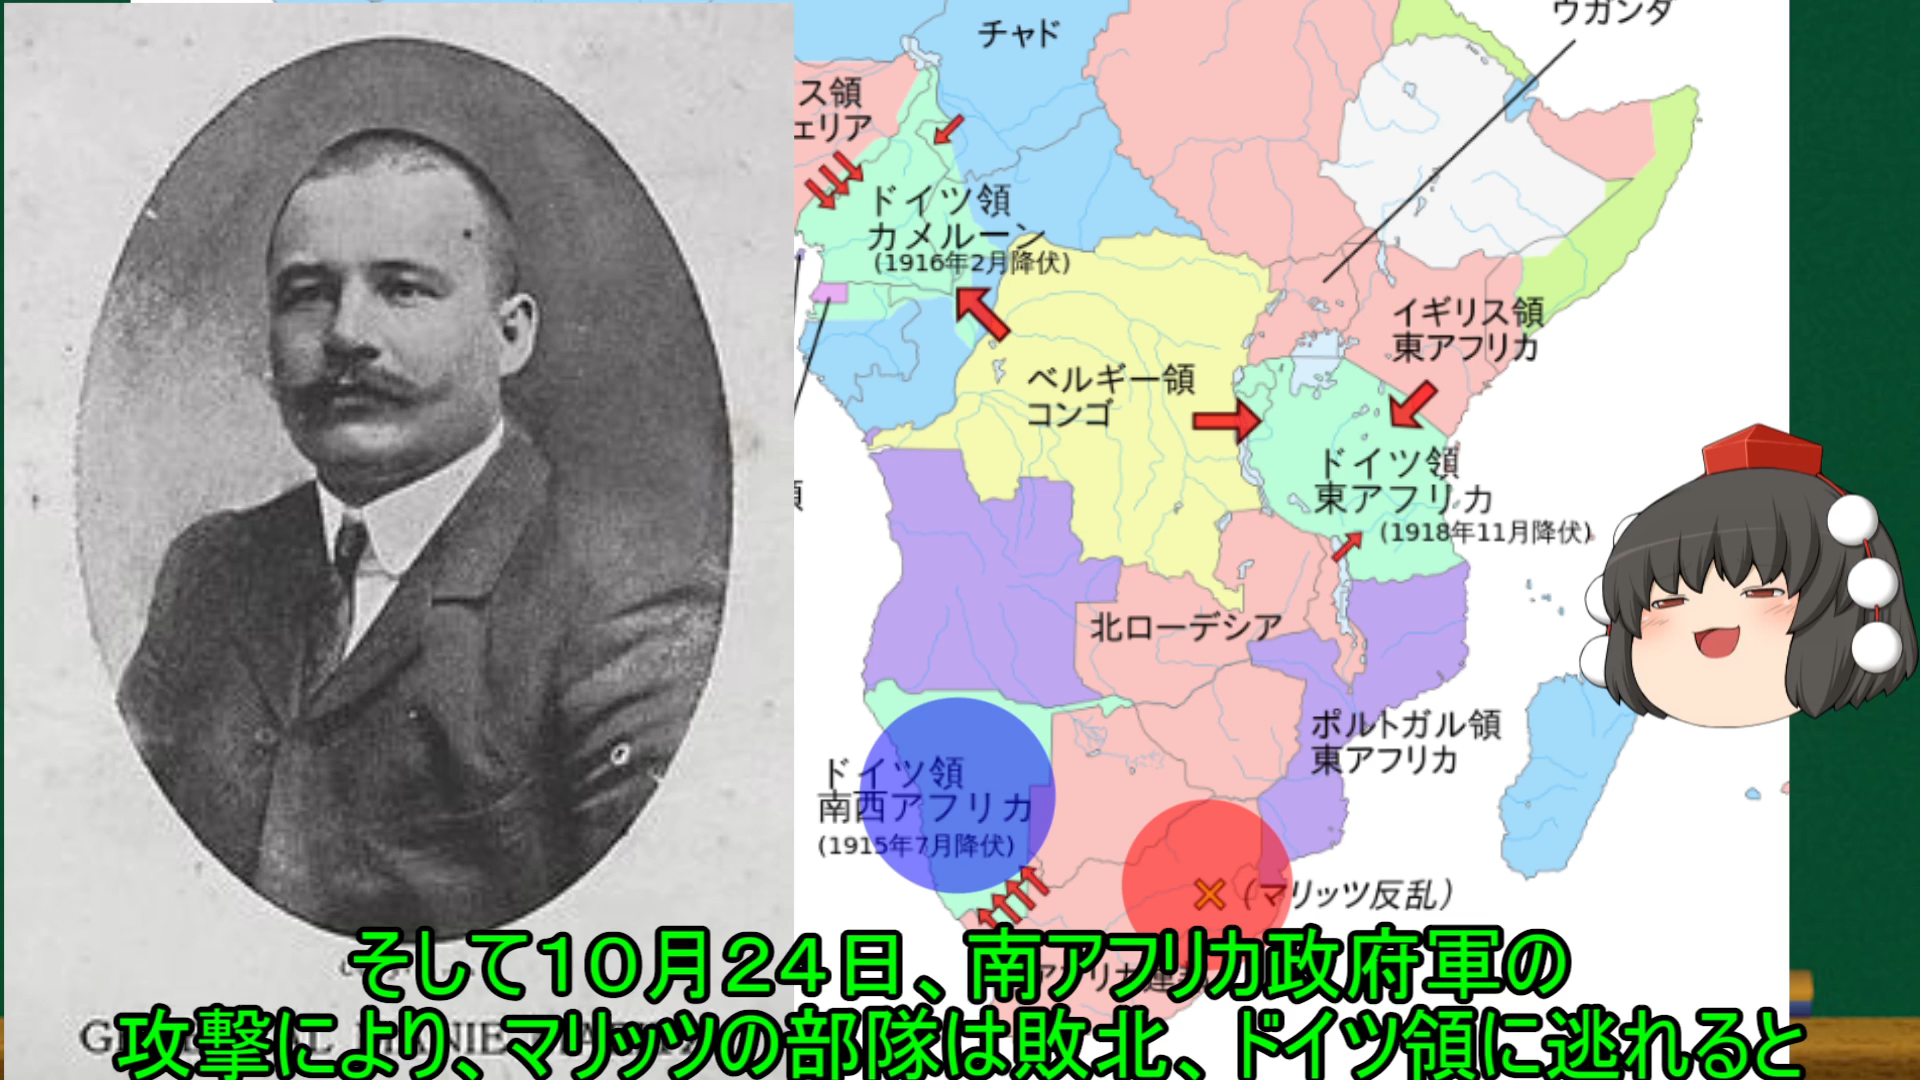 チャド
ウガンダ
ス領
ェリア
ドイツ領
カメルーン
(1916年2月降伏)
イギリス領
東アフリカ
ベルギー領
コンゴ
ドイツ領
東アフリカ
(1918年11月降伏)
北ローデシア
ポルトガル領
東アフリカ
ドイツ領
南西アフリカ
(1915年7月降伏)
(マリッツ反乱)
そして10月24日、南アフリカ政府軍の
攻撃により、マリッツの部隊は敗北、ドイツ領に逃れると